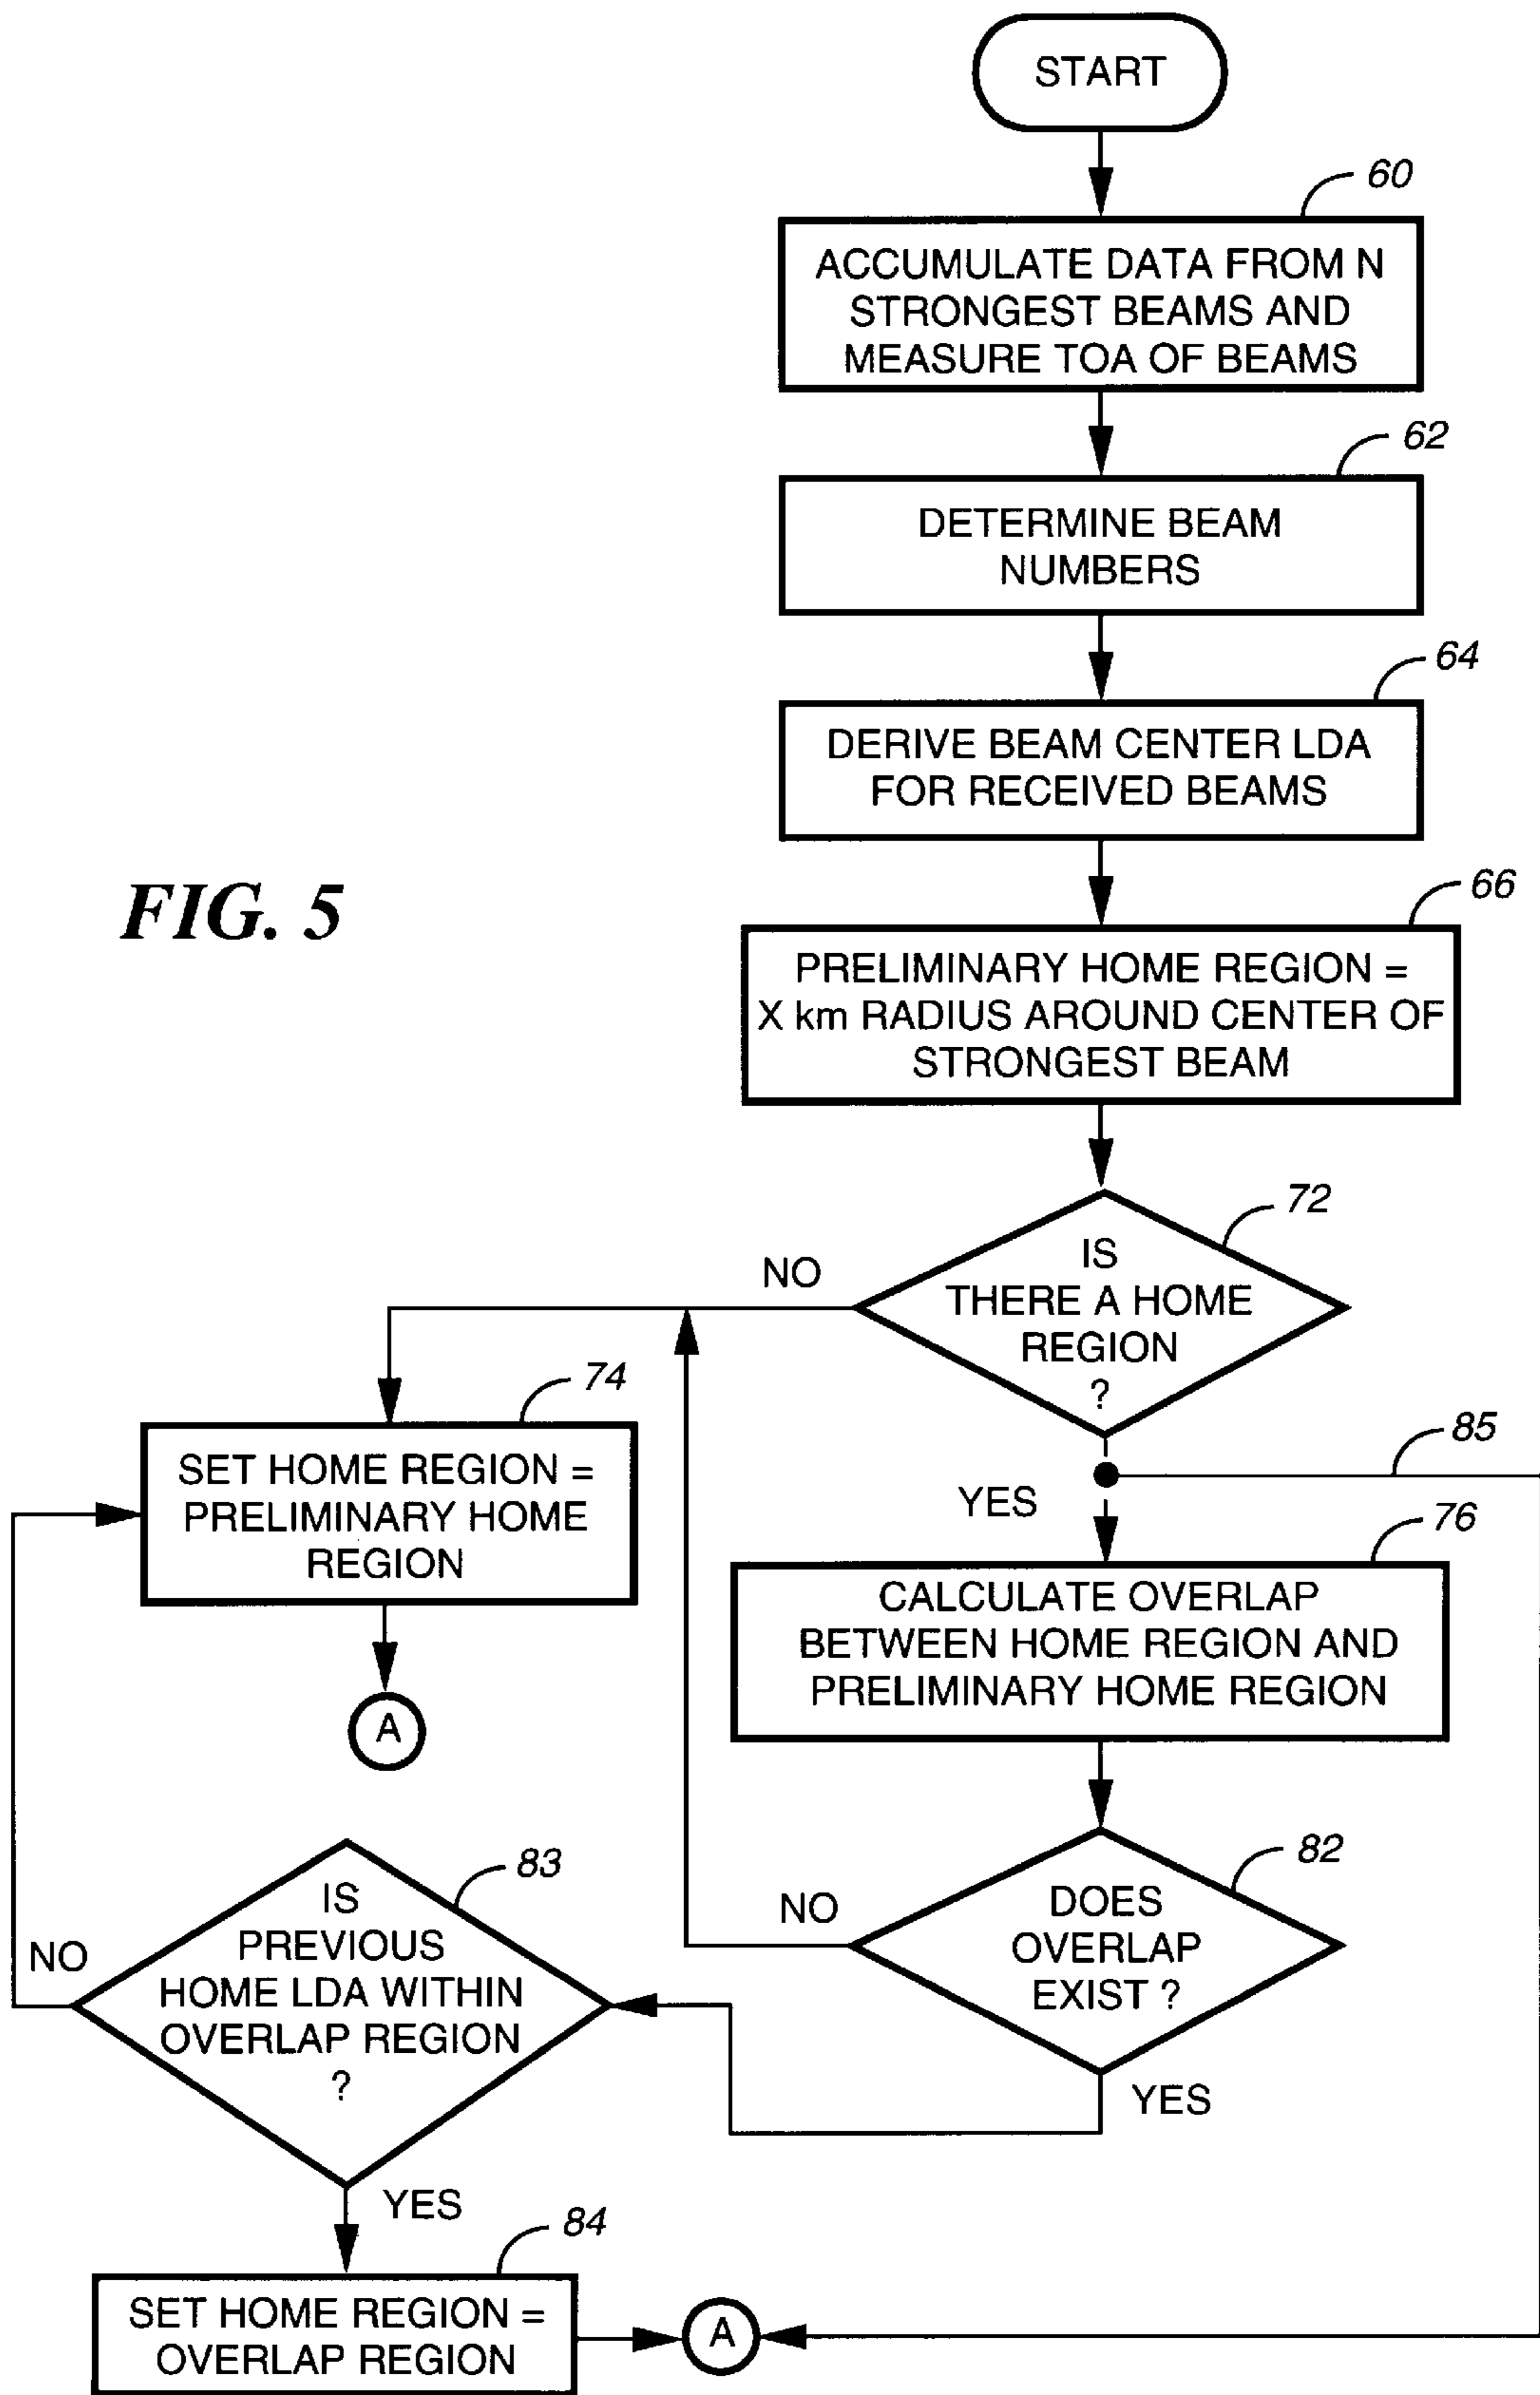 START
60
ACCUMULATE DATA FROM N
STRONGEST BEAMS AND
MEASURE TOA OF BEAMS
62
DETERMINE BEAM
NUMBERS
64
DERIVE BEAM CENTER LDA
FOR RECEIVED BEAMS
FIG. 5
66
PRELIMINARY HOME REGION =
X km RADIUS AROUND CENTER OF
STRONGEST BEAM
72
IS
THERE A HOME
REGION
?
NO
74
SET HOME REGION =
PRELIMINARY HOME
REGION
A
85
YES
76
CALCULATE OVERLAP
BETWEEN HOME REGION AND
PRELIMINARY HOME REGION
82
DOES
OVERLAP
EXIST ?
NO
YES
83
IS
PREVIOUS
HOME LDA WITHIN
OVERLAP REGION
?
NO
YES
84
SET HOME REGION =
OVERLAP REGION
A